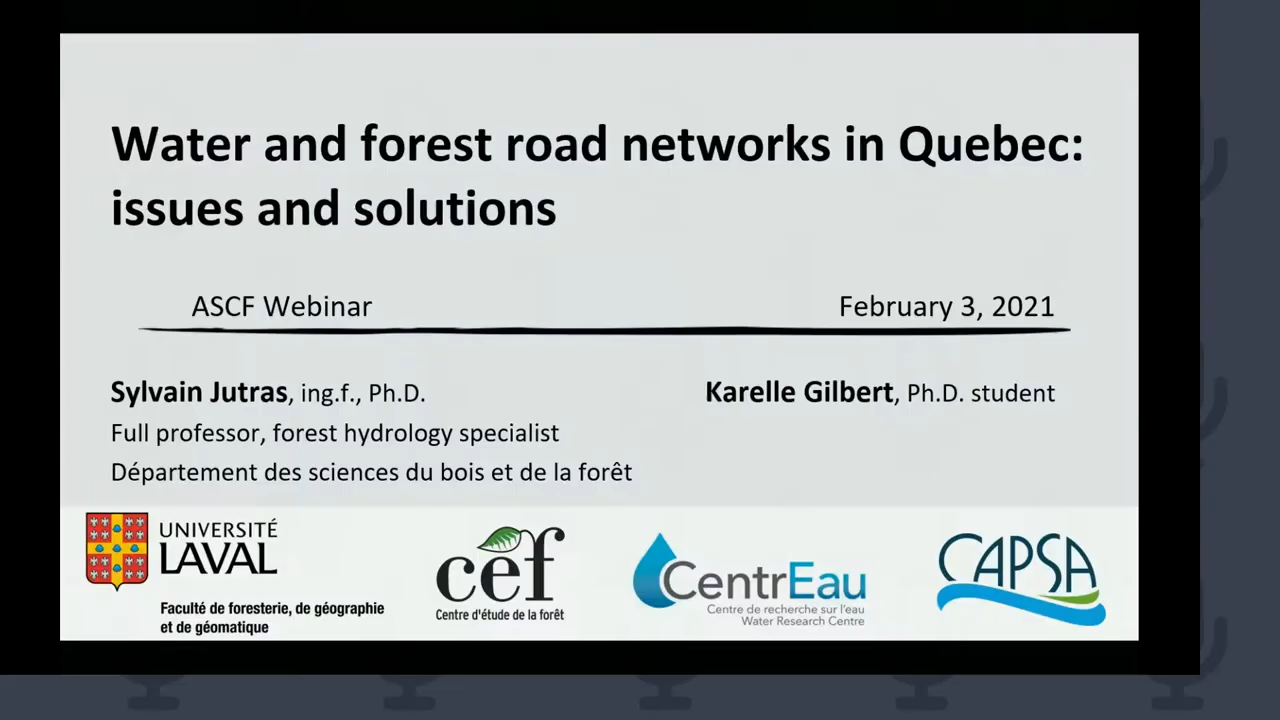 Water and forest road networks in Quebec:
issues and solutions
ASCF Webinar
February 3, 2021
Sylvain Jutras, ing.f., Ph.D.
Karelle Gilbert, Ph.D. student
Full professor, forest hydrology specialist
Département des sciences du bois et de la forêt
UNIVERSITÉ
LAVAL
Faculté de foresterie, de géographie
et de géomatique
cef
Centre d'étude de la forêt
CentrEau
Centre de recherche sur l'eau
Water Research Centre
CAPSA